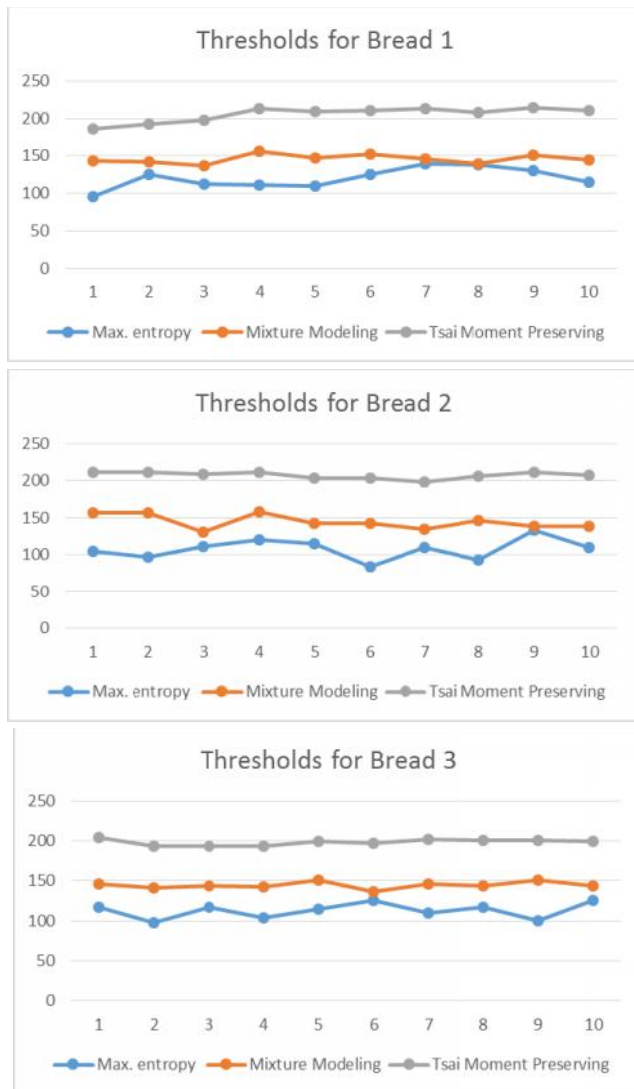 Thresholds for Bread 1
250
200
150
100
50
0
1 2 3 4 5 6 7 8 9 10
Max. entropy Mixture Modeling Tsai Moment Preserving
Thresholds for Bread 2
250
200
150
100
50
0
1 2 3 4 5 6 7 8 9 10
Max. entropy Mixture Modeling Tsai Moment Preserving
Thresholds for Bread 3
250
200
150
100
50
0
1 2 3 4 5 6 7 8 9 10
Max. entropy Mixture Modeling Tsai Moment Preserving